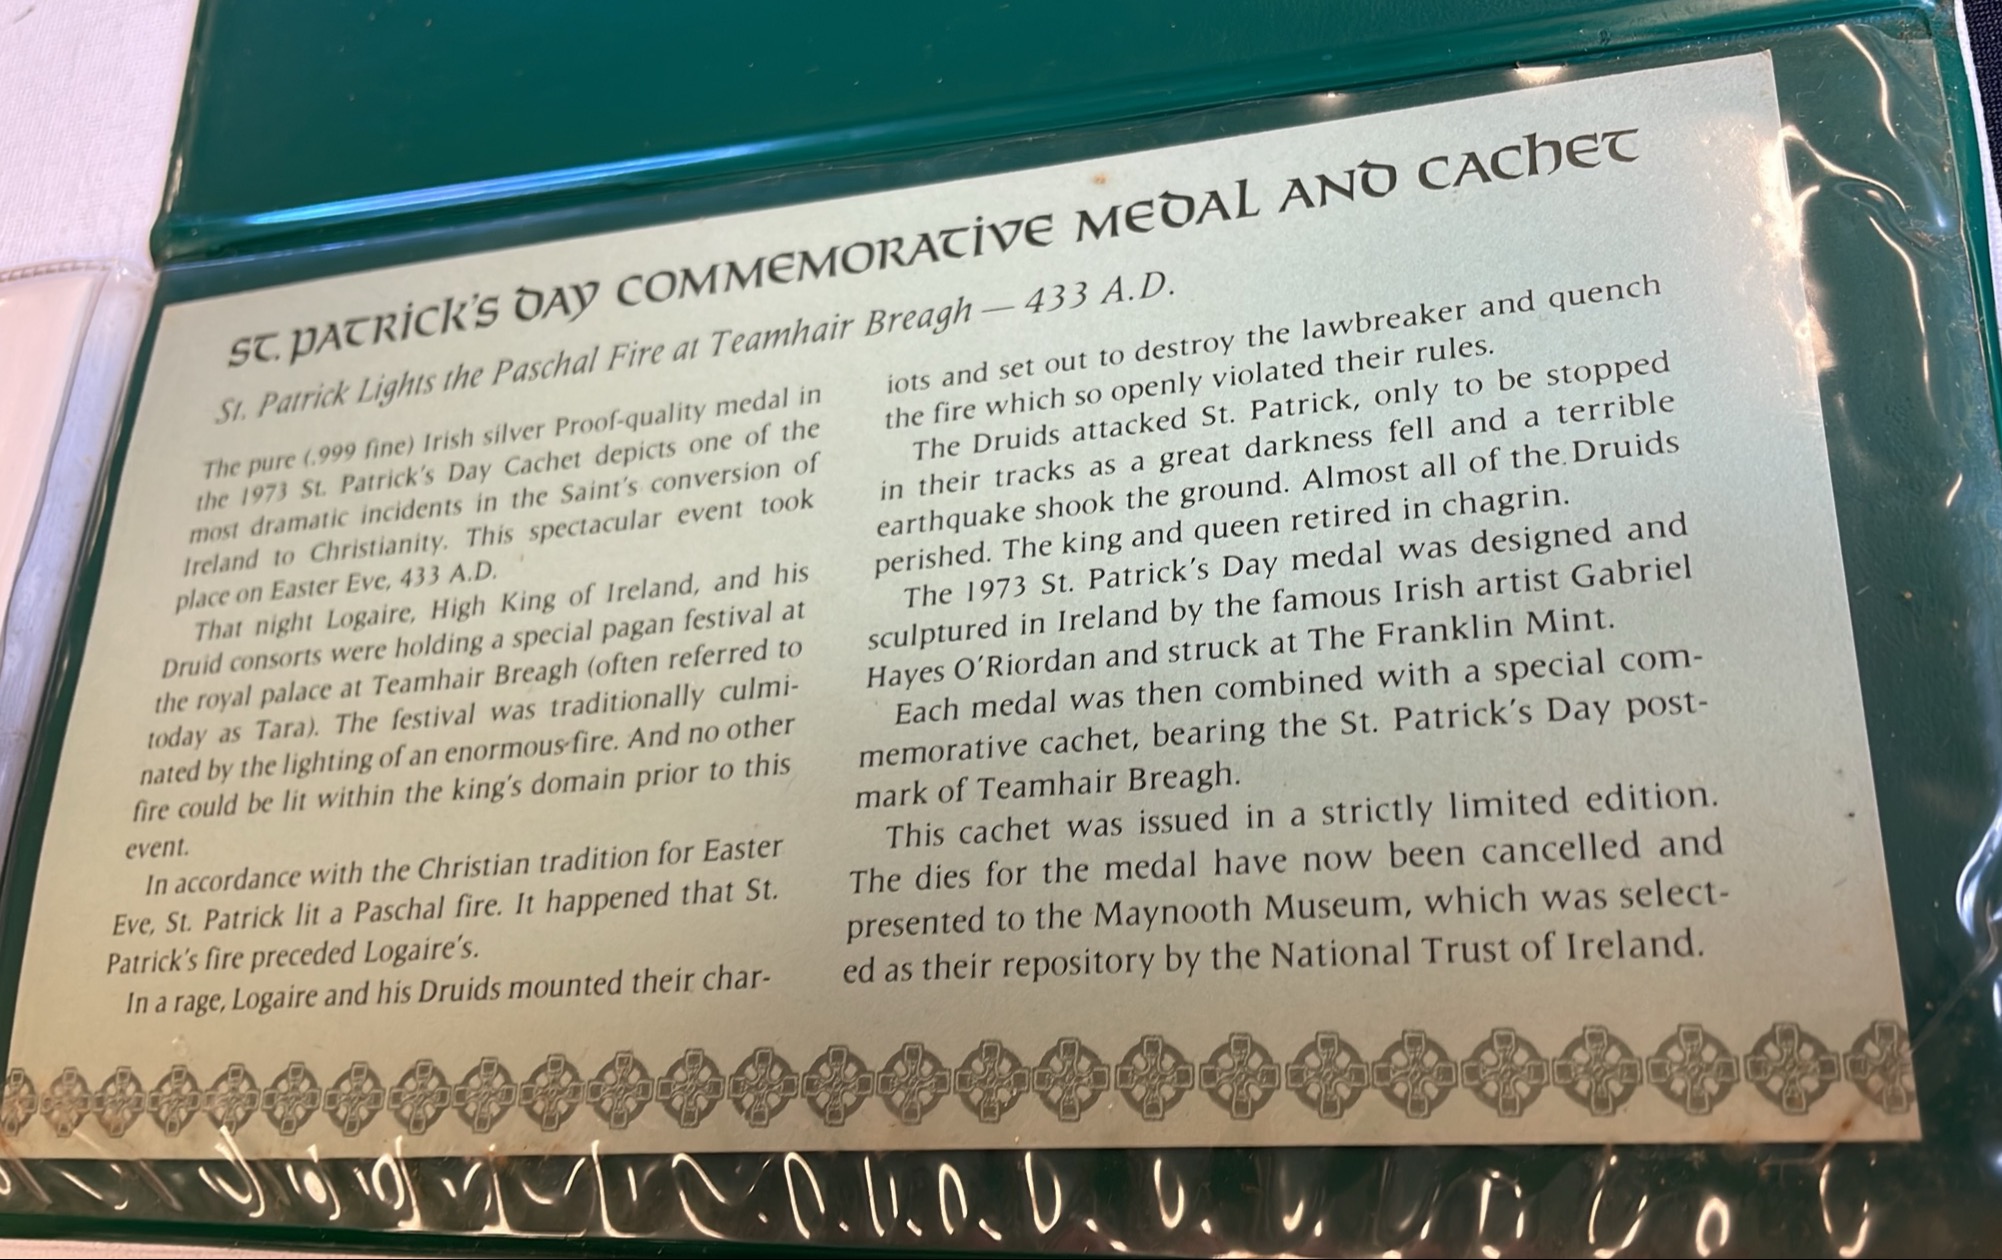 ST. PATRICK'S DAY COMMEMORATIVE MEDAL AND CACHET
St. Patrick Lights the Paschal Fire at Teamhair Breagh — 433 A.D.
The pure (.999 fine) Irish silver Proof-quality medal in
the 1973 St. Patrick's Day Cachet depicts one of the
most dramatic incidents in the Saint's conversion of
Ireland to Christianity. This spectacular event took
place on Easter Eve, 433 A.D.
That night Logaire, High King of Ireland, and his
Druid consorts were holding a special pagan festival at
the royal palace at Teamhair Breagh (often referred to
today as Tara). The festival was traditionally culmi-
nated by the lighting of an enormous fire. And no other
fire could be lit within the king's domain prior to this
event.
In accordance with the Christian tradition for Easter
Eve, St. Patrick lit a Paschal fire. It happened that St.
Patrick's fire preceded Logaire's.
In a rage, Logaire and his Druids mounted their char-
iots and set out to destroy the lawbreaker and quench
the fire which so openly violated their rules.
The Druids attacked St. Patrick, only to be stopped
in their tracks as a great darkness fell and a terrible
earthquake shook the ground. Almost all of the Druids
perished. The king and queen retired in chagrin.
The 1973 St. Patrick's Day medal was designed and
sculptured in Ireland by the famous Irish artist Gabriel
Hayes O'Riordan and struck at The Franklin Mint.
Each medal was then combined with a special com-
memorative cachet, bearing the St. Patrick's Day post-
mark of Teamhair Breagh.
This cachet was issued in a strictly limited edition.
The dies for the medal have now been cancelled and
presented to the Maynooth Museum, which was select-
ed as their repository by the National Trust of Ireland.